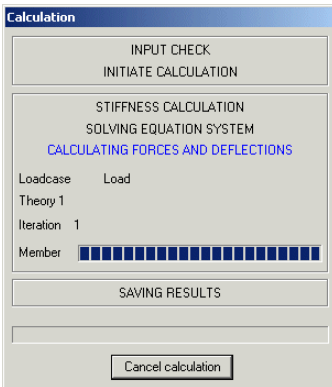 Calculation
INPUT CHECK
INITIATE CALCULATION
STIFFNESS CALCULATION
SOLVING EQUATION SYSTEM
CALCULATING FORCES AND DEFLECTIONS
Loadcase Load
Theory 1
Iteration 1
Member
SAVING RESULTS
Cancel calculation